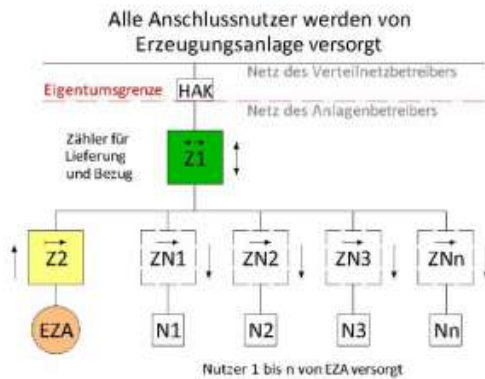 Alle Anschlussnutzer werden von
Erzeugungsanlage versorgt
Netz des Verteilnetzbetreibers
Eigentumsgrenze
HAK
Netz des Anlagenbetreibers
Zähler für
Lieferung
und Bezug
Z1
Z2
ZN1
ZN2
ZN3
ZNn
EZA
N1
N2
N3
Nn
Nutzer 1 bis n von EZA versorgt